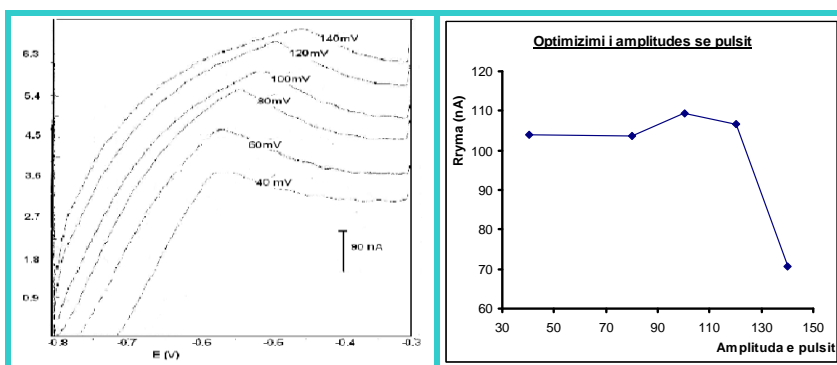 6.3
5.4
4.5
3.6
2.7
1.8
0.9
140mV
120mV
100mV
80mV
60mV
40 mV
90 nA
-0.8
-0.7
-0.6
-0.5
-0.4
-0.3
E (V)
Optimizimi i amplitudes se pulsit
Rryma (nA)
120
110
100
90
80
70
60
30
50
70
90
110
130
150
Amplituda e pulsit